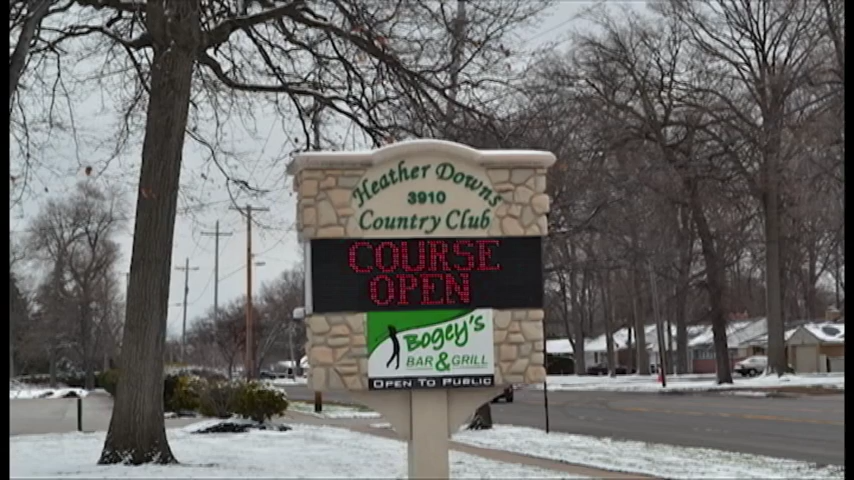 Heather Downs
3910
Country Club
COURSE
OPEN
Bogey's
BAR & GRILL
OPEN TO PUBLIC